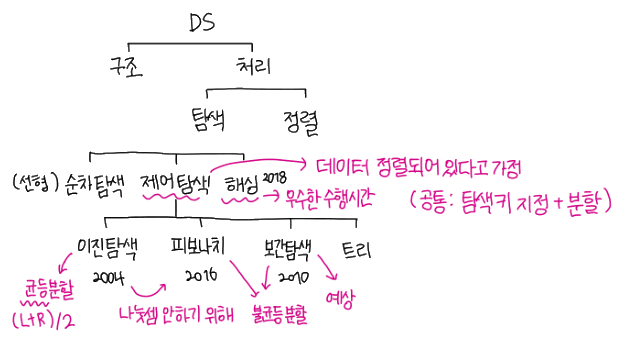 DS
구조 처리
탐색 정렬
(선형) 순차탐색 제어탐색 해싱 2018 → 데이터 정렬되어 있다고 가정
→ 우수한 수행시간 (공통: 탐색키 지정 + 분할)
이진탐색 피보나치 보간탐색 트리
2004 2016 2010
균등분할 나눗셈 안하기 위해 불균등분할 예상
(L+R)/2